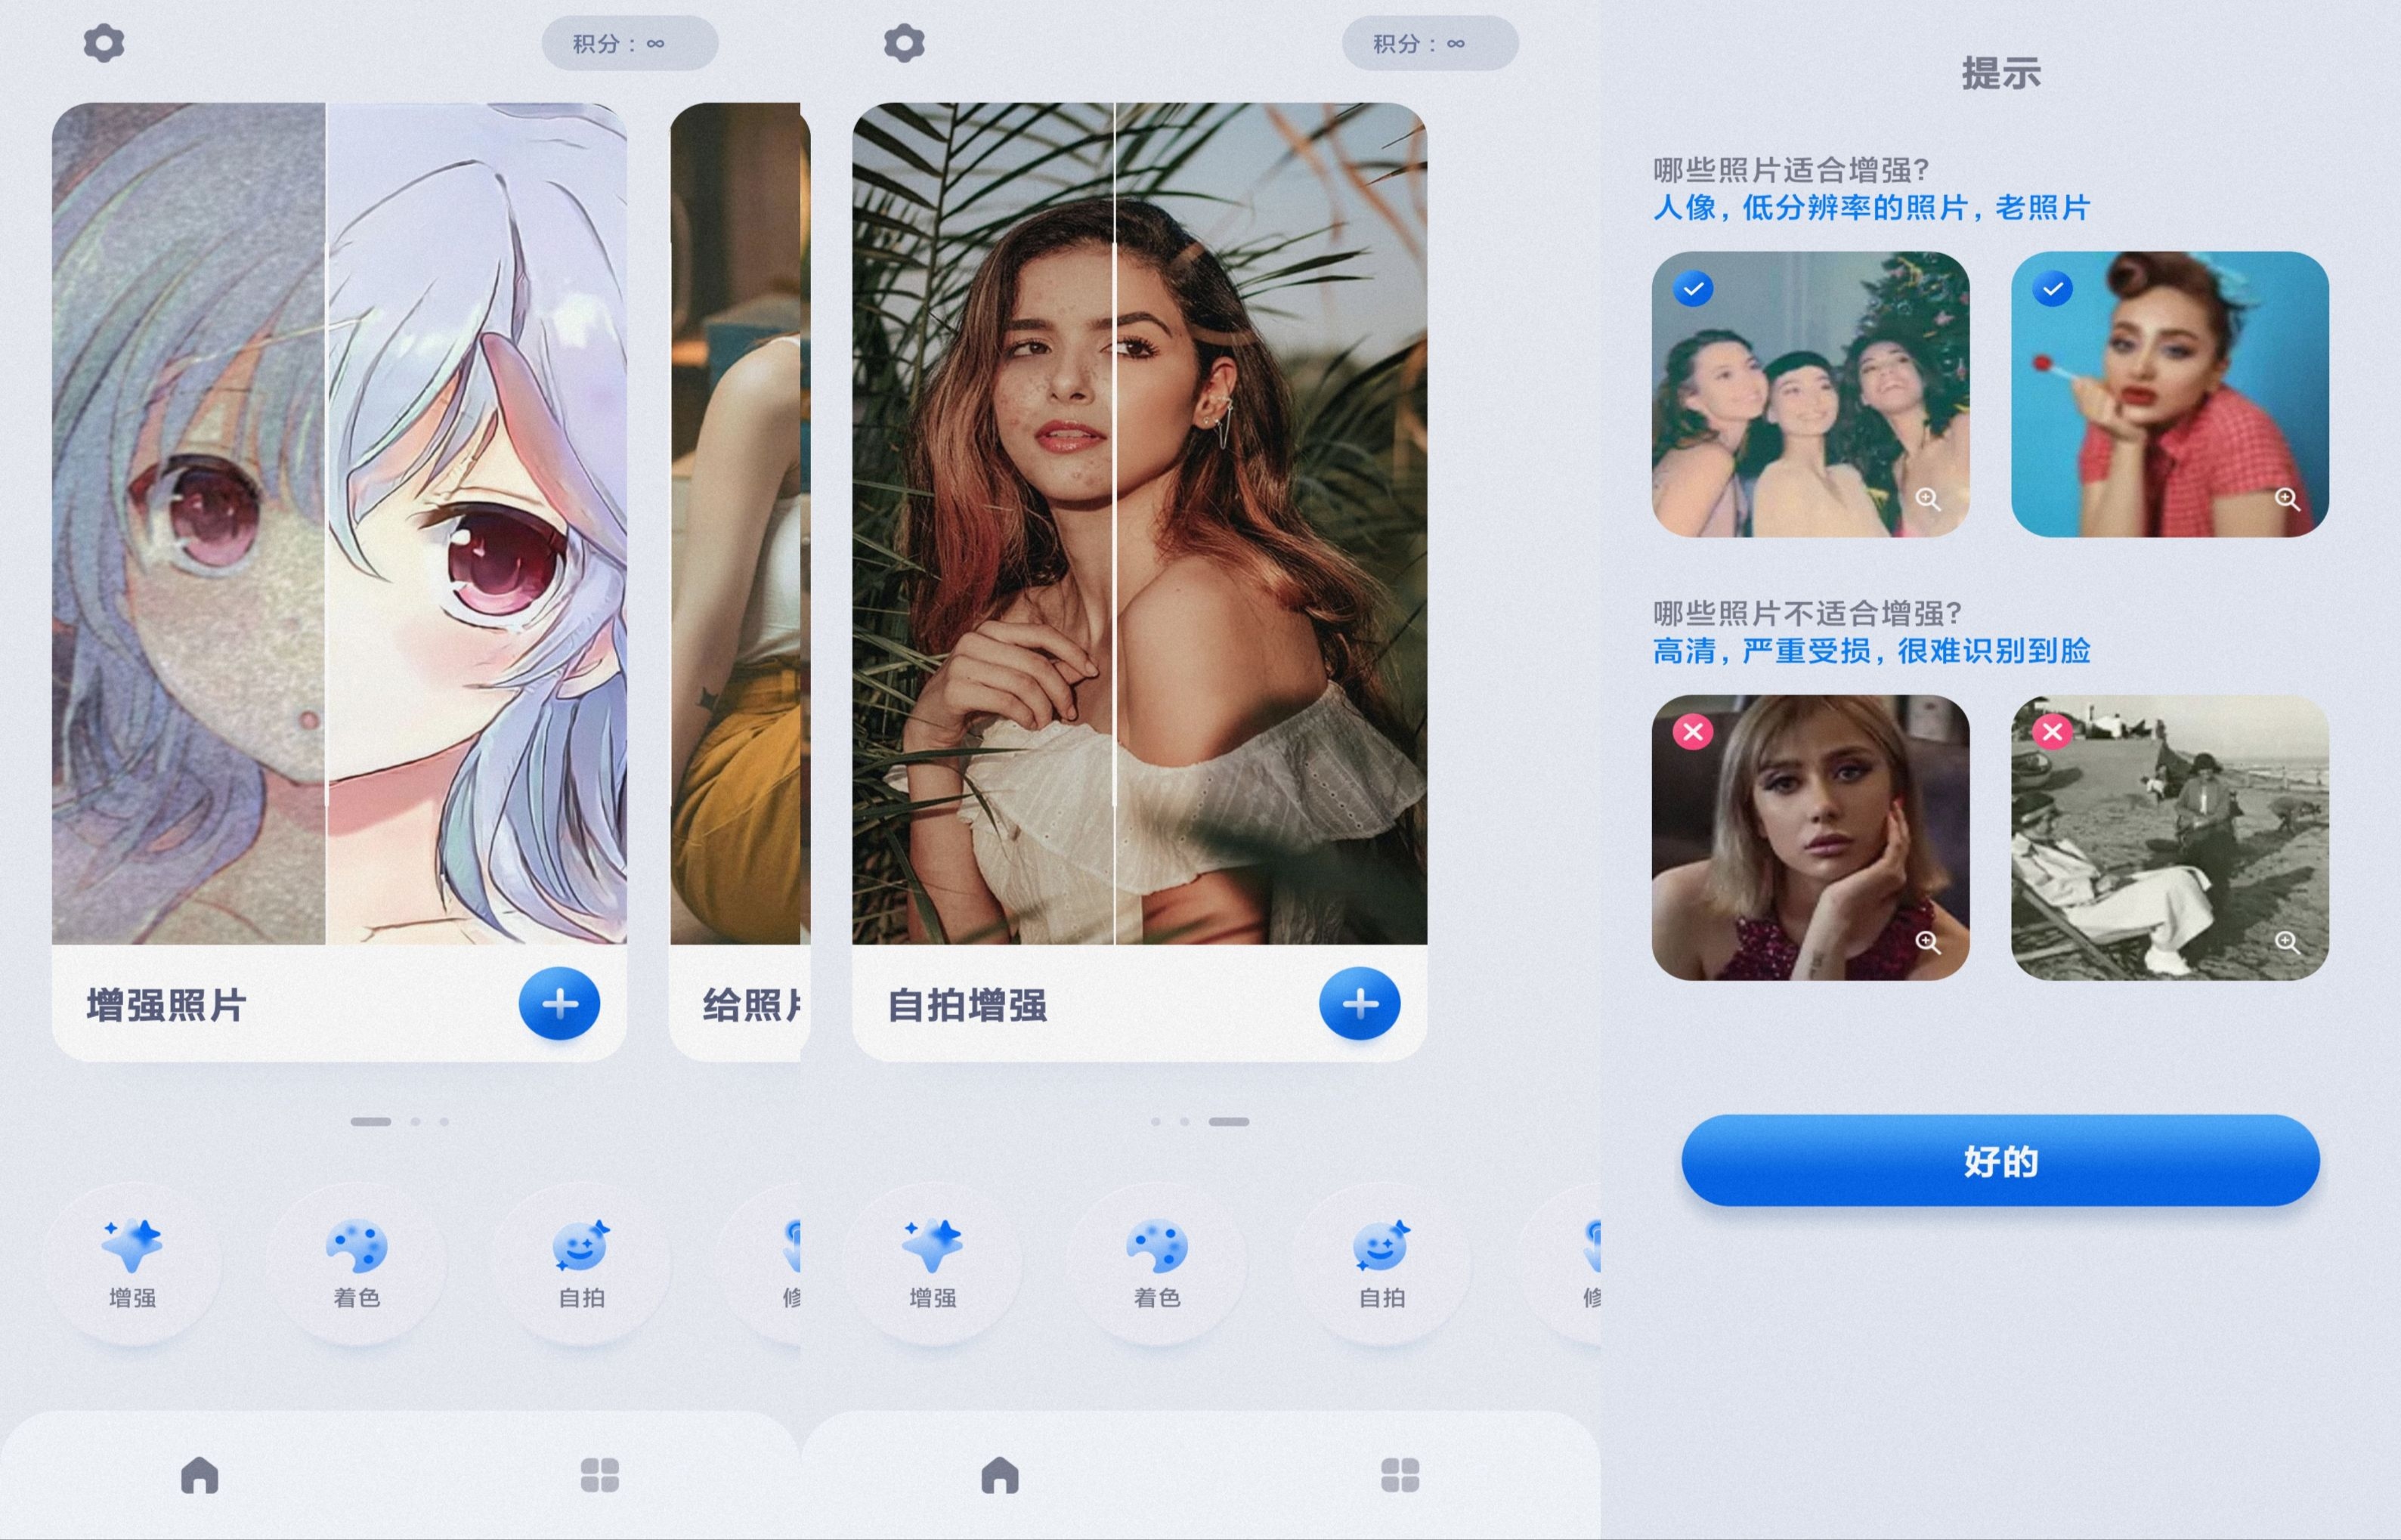 积分：∞
增强照片
给照片
增强
着色
自拍
修
积分：∞
自拍增强
增强
着色
自拍
修
提示
哪些照片适合增强?
人像，低分辨率的照片，老照片
哪些照片不适合增强?
高清，严重受损，很难识别到脸
好的